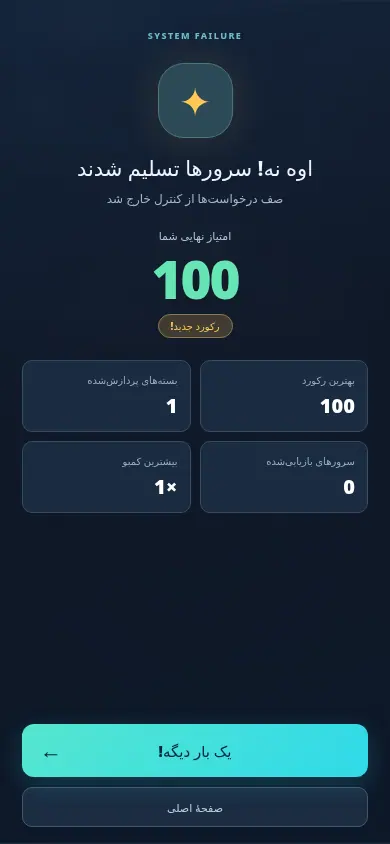 SYSTEM FAILURE
اوه نه! سرورها تسلیم شدند
صف درخواست‌ها از کنترل خارج شد
امتیاز نهایی شما
100
رکورد جدید!
بهترین رکورد
100
بسته‌های پردازش‌شده
1
سرورهای بازیابی‌شده
0
بیشترین کمبو
×1
یک بار دیگه!
←
صفحهٔ اصلی